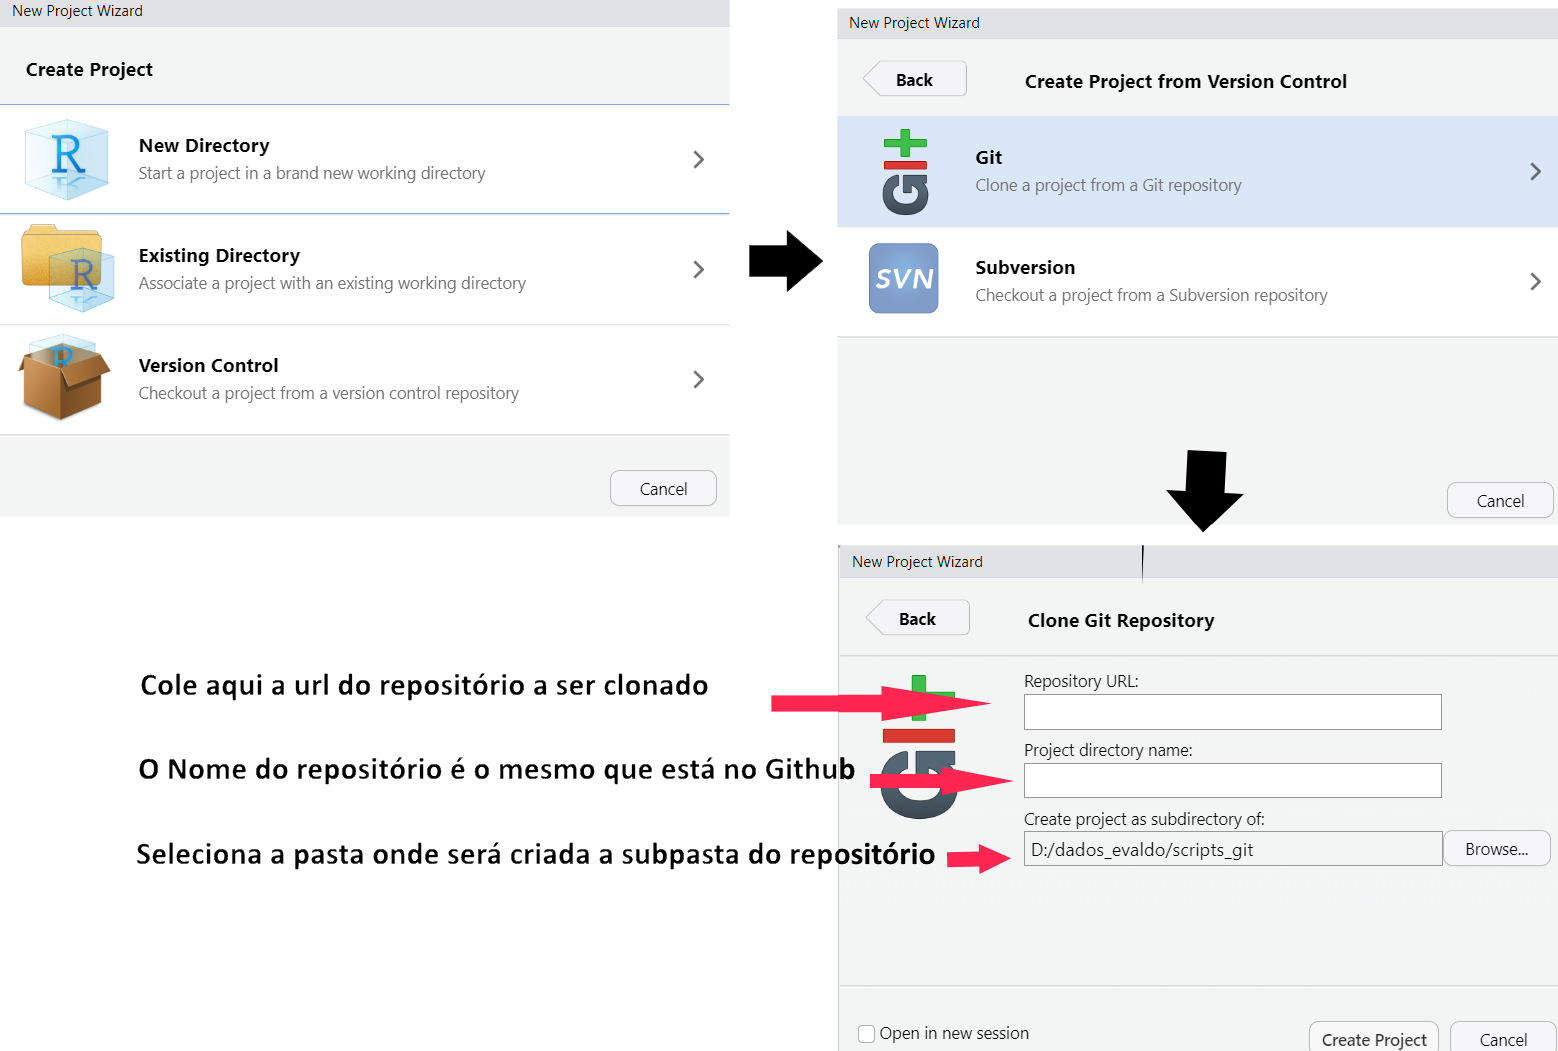 New Project Wizard
Create Project
R
New Directory
Start a project in a brand new working directory
R
Existing Directory
Associate a project with an existing working directory
R
Version Control
Checkout a project from a version control repository
Cancel
New Project Wizard
Back
Create Project from Version Control
GIt
Git
Clone a project from a Git repository
SVN
Subversion
Checkout a project from a Subversion repository
Cancel
New Project Wizard
Back
Clone Git Repository
GIt
Cole aqui a url do repositório a ser clonado
Repository URL:
O Nome do repositório é o mesmo que está no Github
Project directory name:
Seleciona a pasta onde será criada a subpasta do repositório
Create project as subdirectory of:
D:/dados_evaldo/scripts_git
Browse...
Open in new session
Create Project
Cancel